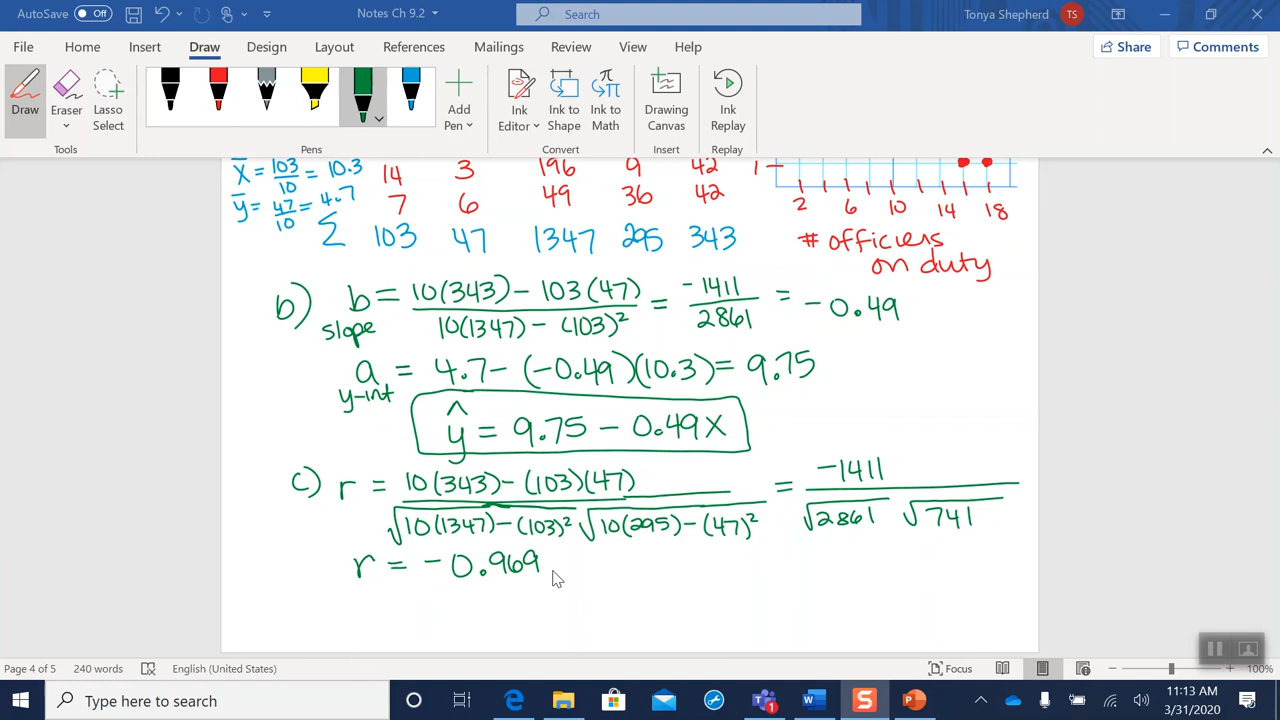 AutoSave Off Notes Ch 9.2 Search Tonya Shepherd TS
File Home Insert Draw Design Layout References Mailings Review View Help Share Comments
Draw Eraser Lasso Select Add Pen Ink Editor Ink to Shape Ink to Math Drawing Canvas Ink Replay
Tools Pens Convert Insert Replay
x̄ = 103/10 = 10.3 14 3 196 9 42 1
ȳ = 47/10 = 4.7 7 6 49 36 42 2 6 10 14 18
Σ 103 47 1347 295 343 # officers
on duty
b) b = 10(343) - 103(47) / 10(1347) - (103)² = -1411 / 2861 = -0.49
slope
a = 4.7 - (-0.49)(10.3) = 9.75
y-int
ŷ = 9.75 - 0.49X
c) r = 10(343) - (103)(47) / √10(1347) - (103)² √10(295) - (47)² = -1411 / √2861 √741
r = -0.969
Page 4 of 5 240 words English (United States) Focus 100%
Type here to search 1 11:13 AM
3/31/2020